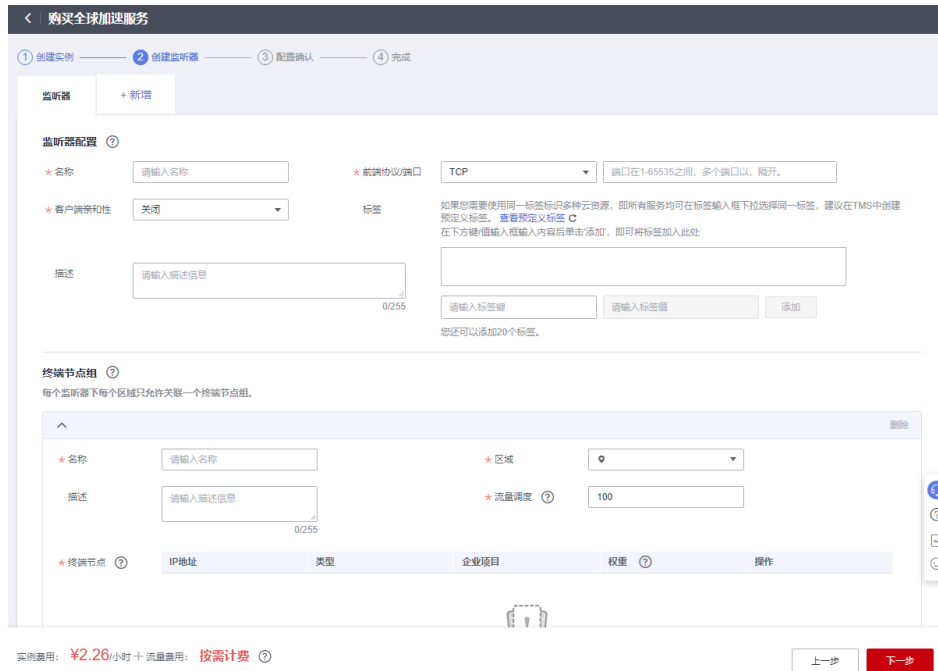 购买全球加速服务
1 创建实例 2 创建监听器 3 配置确认 4 完成
监听器 + 新增
监听器配置 ?
* 名称 请输入名称 * 前端协议/端口 TCP 端口在1-65535之间，多个端口以，隔开。
* 客户端亲和性 关闭 标签 如果您需要使用同一标签标识多种云资源，即所有服务均可在标签输入框下拉选择同一标签，建议在TMS中创建
预定义标签。 查看预定义标签
在下方键/值输入框输入内容后单击'添加'，即可将标签加入此处
描述 请输入描述信息
0/255
请输入标签键 请输入标签值 添加
您还可以添加20个标签。
终端节点组 ?
每个监听器下每个区域只允许关联一个终端节点组。
删除
* 名称 请输入名称 * 区域
描述 请输入描述信息 * 流量调度 ? 100
0/255
* 终端节点 ? IP地址 类型 企业项目 权重 ? 操作
实例费用： ¥2.26/小时 + 流量费用： 按需计费 ?
上一步 下一步